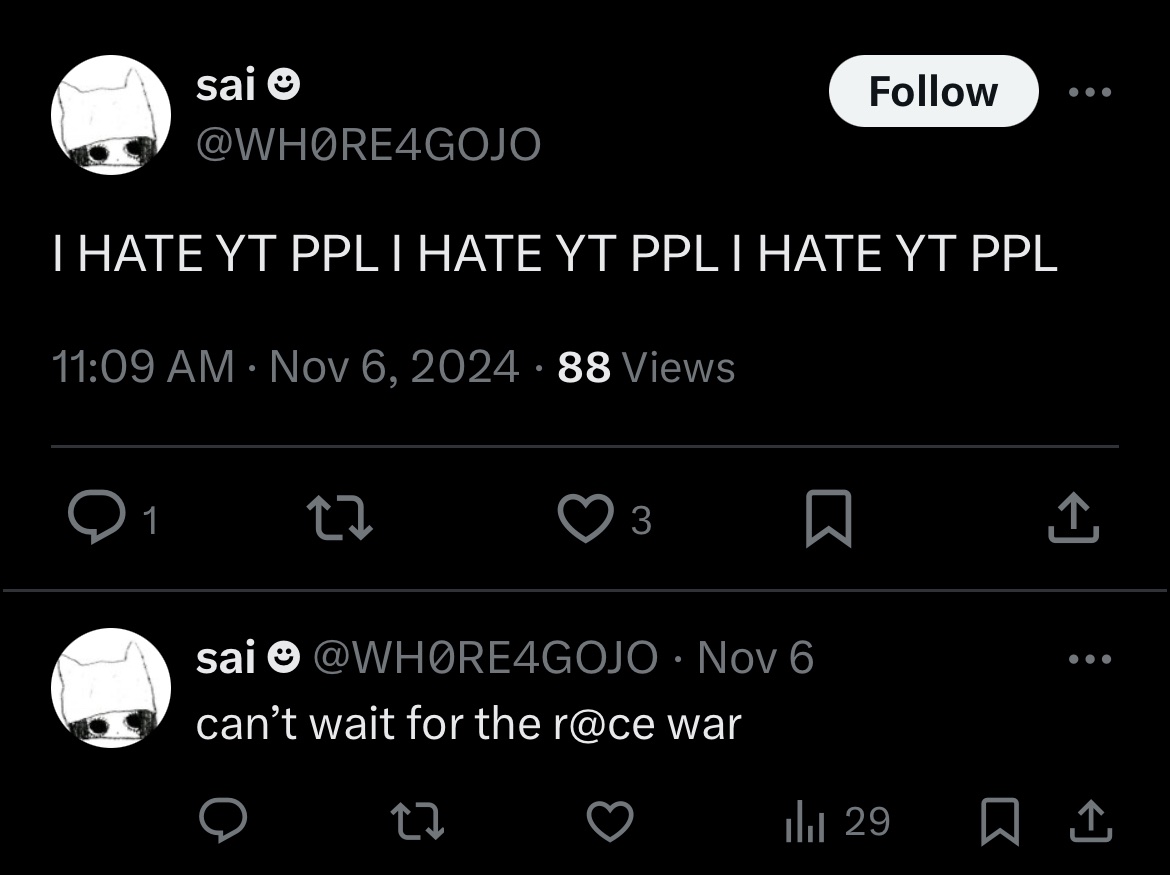 sai
Follow
@WH0RE4GOJO
I HATE YT PPL I HATE YT PPL I HATE YT PPL
11:09 AM · Nov 6, 2024 · 88 Views
1
3
sai @WH0RE4GOJO · Nov 6
can’t wait for the r@ce war
29